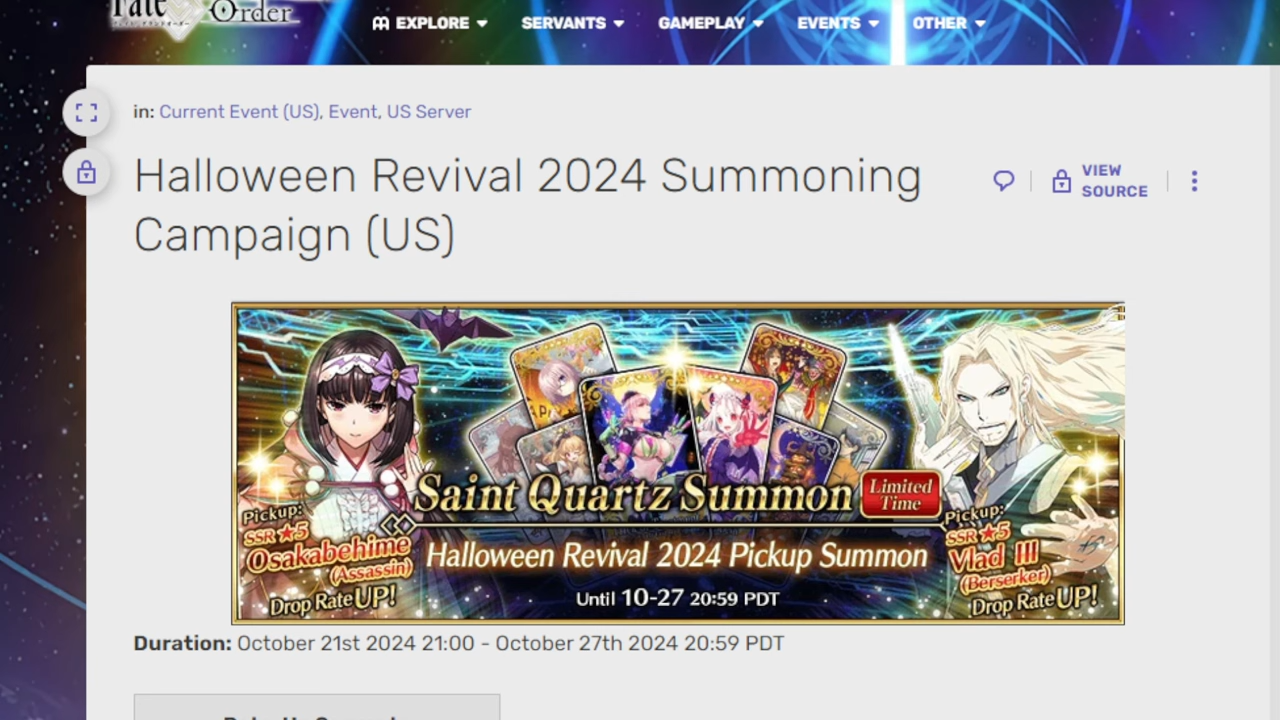 Fate
Order
EXPLORE
SERVANTS
GAMEPLAY
EVENTS
OTHER
in: Current Event (US), Event, US Server
Halloween Revival 2024 Summoning
Campaign (US)
VIEW
SOURCE
Saint Quartz Summon
Limited
Time
Halloween Revival 2024 Pickup Summon
Until 10-27 20:59 PDT
Pickup:
SSR ★5
Osakabehime
(Assassin)
Drop Rate UP!
Pickup:
SSR ★5
Vlad III
(Berserker)
Drop Rate UP!
Duration: October 21st 2024 21:00 - October 27th 2024 20:59 PDT